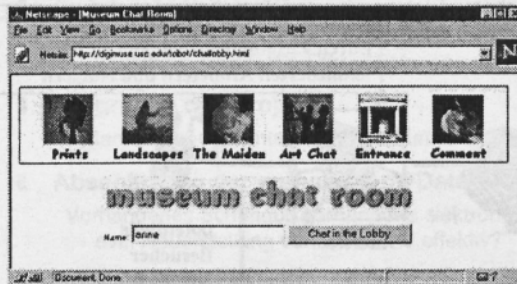 Netscape - [Museum Chat Room]
File Edit View Go Bookmarks Options Directory Window Help
http://digimuse.usc.edu/robot/chatlobby.html
Prints Landscapes The Maiden Art Chat Entrance Comment
museum chat room
Name anne Chat in the Lobby
Document: Done